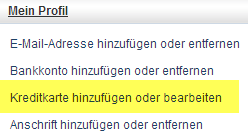 Mein Profil
E-Mail-Adresse hinzufügen oder entfernen
Bankkonto hinzufügen oder entfernen
Kreditkarte hinzufügen oder bearbeiten
Anschrift hinzufügen oder entfernen